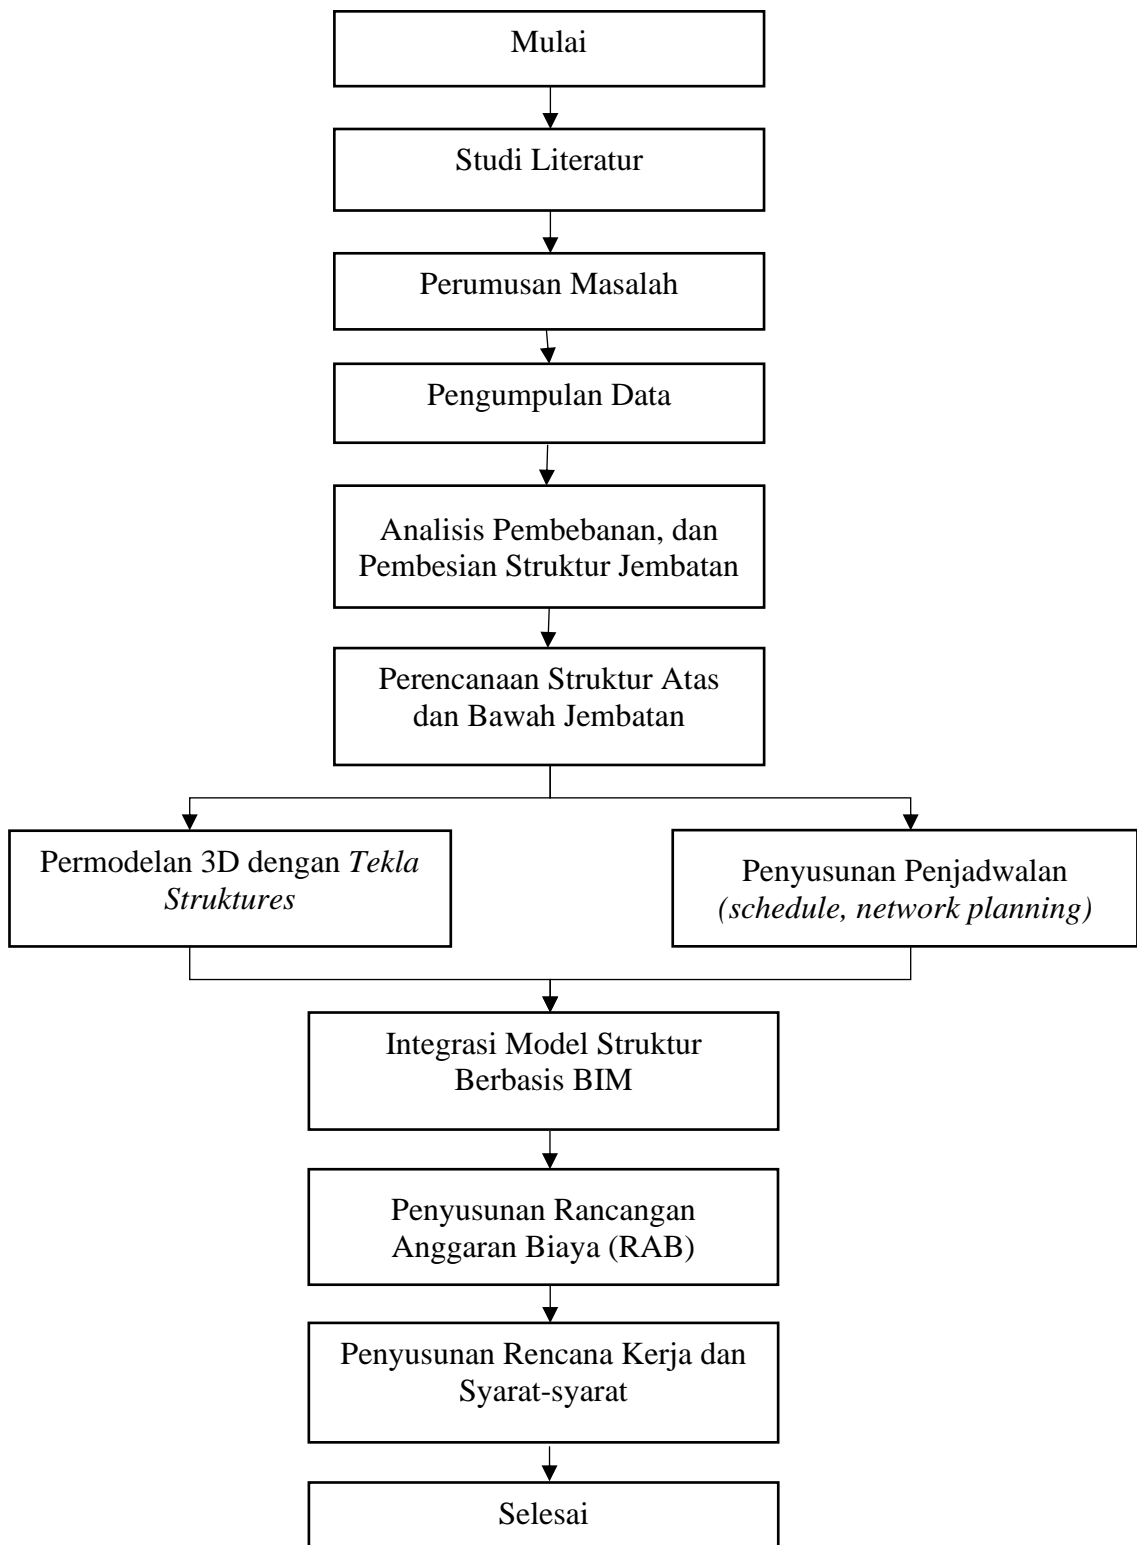 Mulai
Studi Literatur
Perumusan Masalah
Pengumpulan Data
Analisis Pembebanan, dan
Pembesian Struktur Jembatan
Perencanaan Struktur Atas
dan Bawah Jembatan
Permodelan 3D dengan Tekla
Struktures
Penyusunan Penjadwalan
(schedule, network planning)
Integrasi Model Struktur
Berbasis BIM
Penyusunan Rancangan
Anggaran Biaya (RAB)
Penyusunan Rencana Kerja dan
Syarat-syarat
Selesai